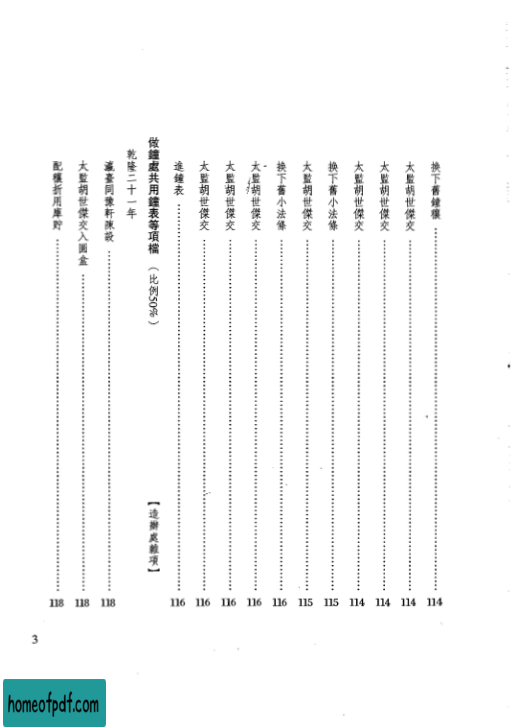 換下舊鐘穰 114
太監胡世傑交 114
太監胡世傑交 114
太監胡世傑交 114
換下舊小法條 115
太監胡世傑交 115
換下舊小法條 116
太監胡世傑交 116
太監胡世傑交 116
太監胡世傑交 116
進鐘表 116
做鐘處共用鐘表等項檔 （比例50%） 【造辦處雜項】
乾隆二十一年
瀛臺同豫軒陳設 118
太監胡世傑交入圓盒 118
配穰折用庫貯 118
3
homeofpdf.com